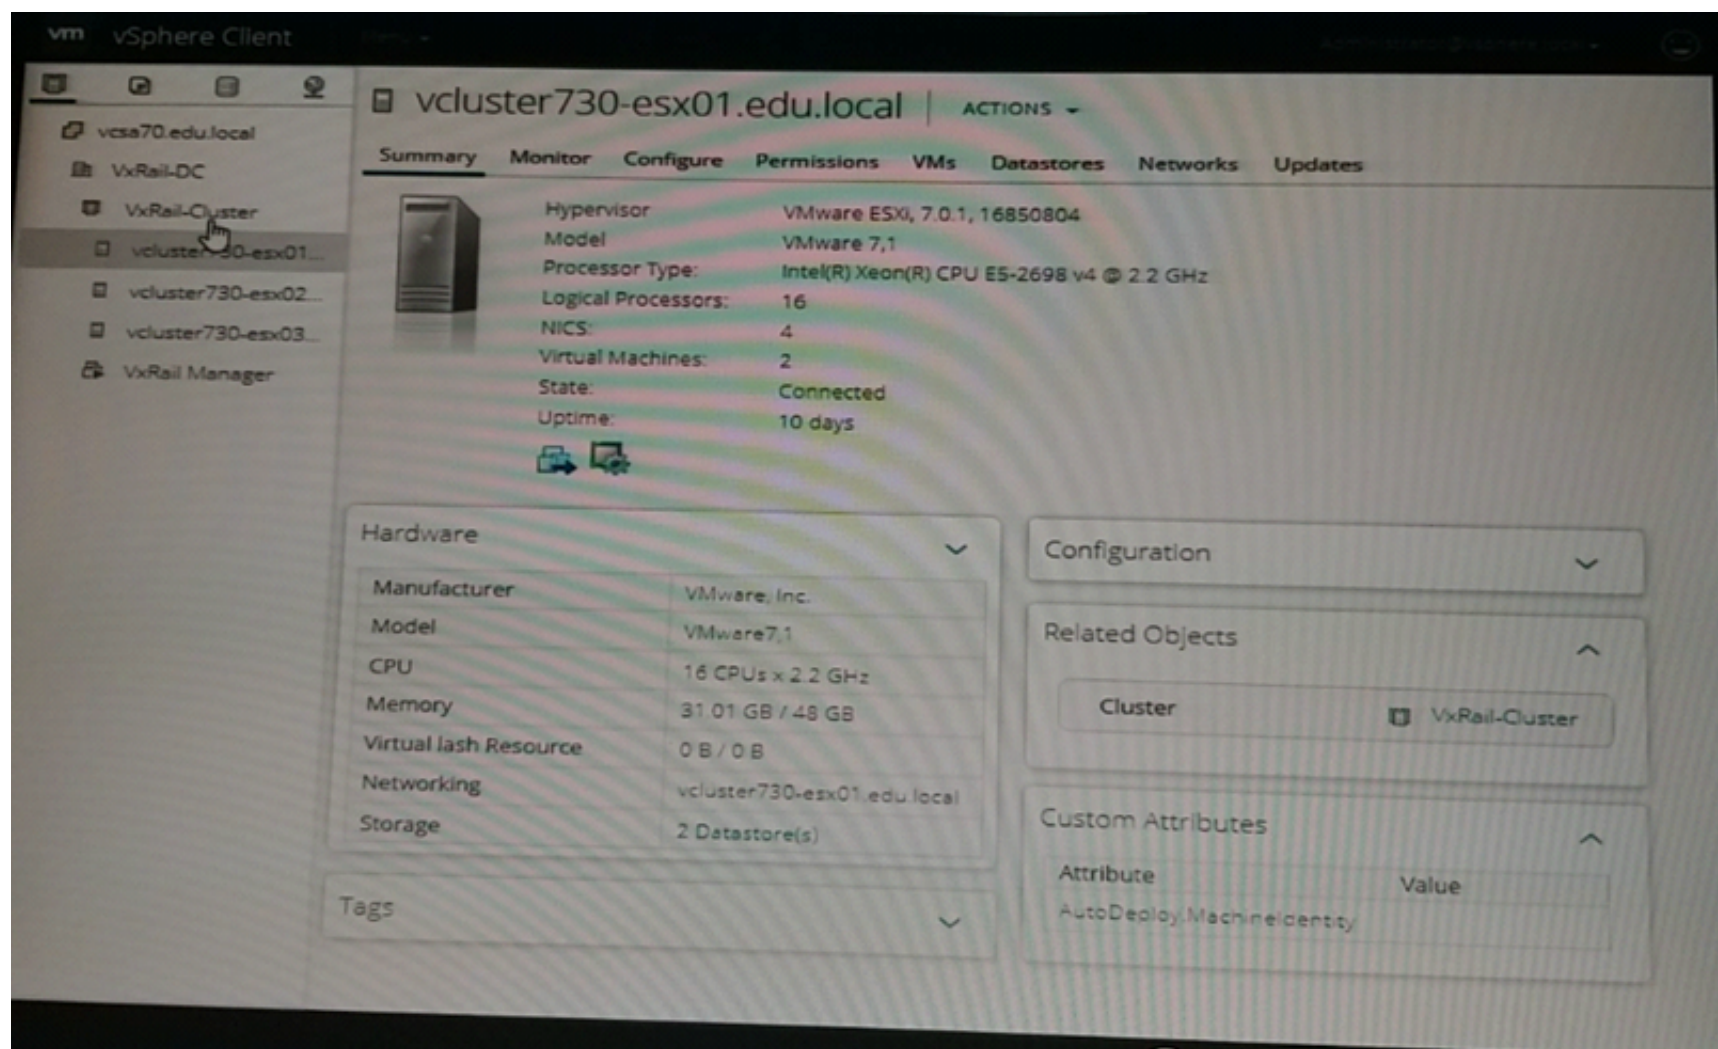 vm vSphere Client
vcsa70.edu.local
VxRail-DC
VxRail-Cluster
vcluster730-esx01...
vcluster730-esx02...
vcluster730-esx03...
VxRail Manager
vcluster730-esx01.edu.local ACTIONS
Summary Monitor Configure Permissions VMs Datastores Networks Updates
Hypervisor VMware ESXi, 7.0.1, 16850804
Model VMware 7,1
Processor Type: Intel(R) Xeon(R) CPU E5-2698 v4 @ 2.2 GHz
Logical Processors: 16
NICS: 4
Virtual Machines: 2
State: Connected
Uptime: 10 days
Hardware
Manufacturer VMware, Inc.
Model VMware7,1
CPU 16 CPUs x 2.2 GHz
Memory 31.01 GB / 48 GB
Virtual lash Resource 0 B / 0 B
Networking vcluster730-esx01.edu.local
Storage 2 Datastore(s)
Tags
Configuration
Related Objects
Cluster VxRail-Cluster
Custom Attributes
Attribute Value
AutoDeploy.MachineIdentity